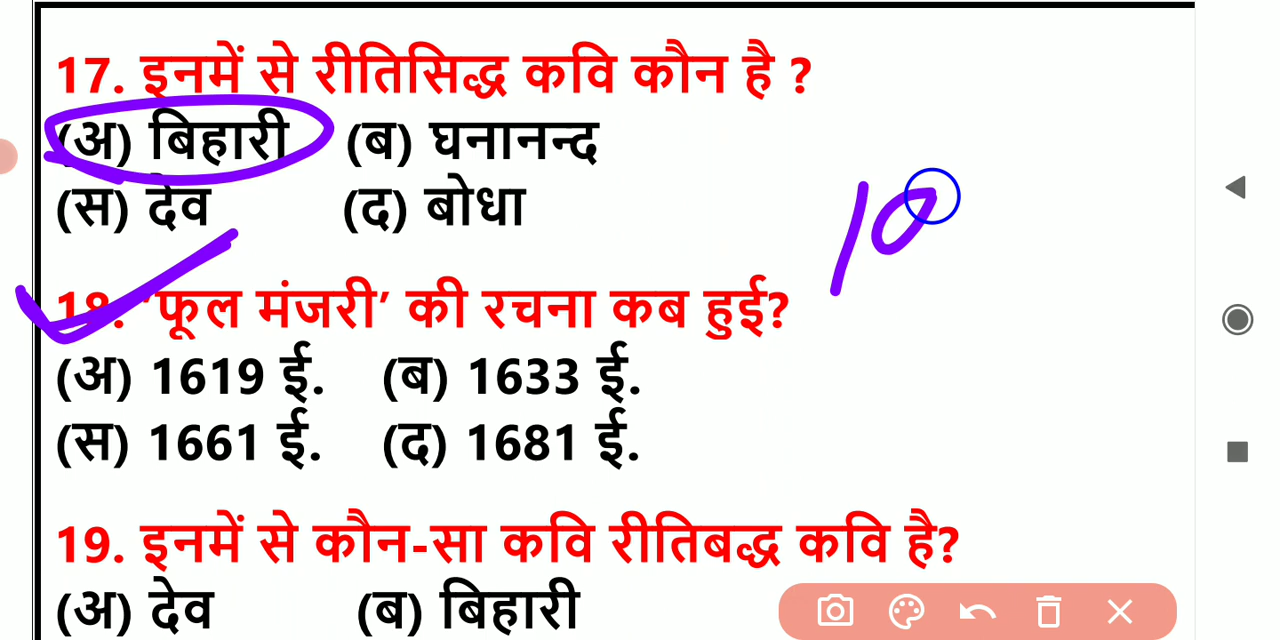 17. इनमें से रीतिसिद्ध कवि कौन है ?
(अ) बिहारी (ब) घनानन्द
(स) देव (द) बोधा
10
18. 'फूल मंजरी' की रचना कब हुई?
(अ) 1619 ई. (ब) 1633 ई.
(स) 1661 ई. (द) 1681 ई.
19. इनमें से कौन-सा कवि रीतिबद्ध कवि है?
(अ) देव (ब) बिहारी